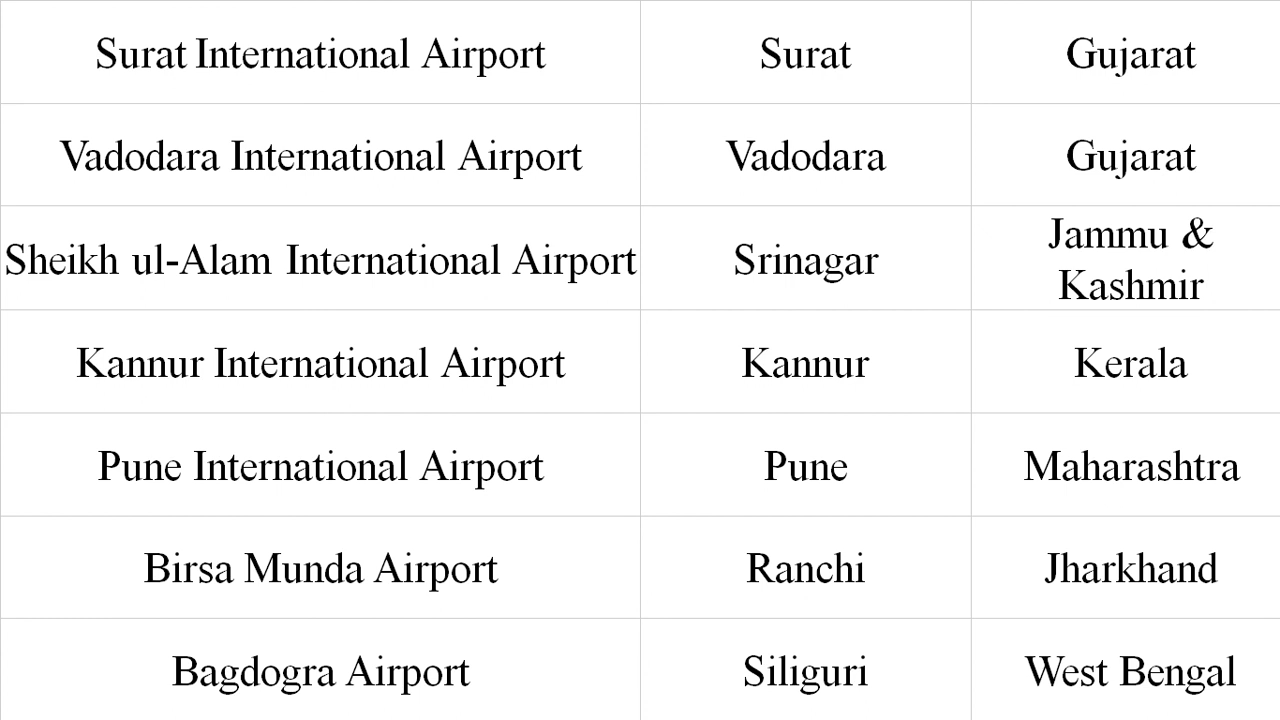 Surat International Airport Surat Gujarat
Vadodara International Airport Vadodara Gujarat
Sheikh ul-Alam International Airport Srinagar Jammu & Kashmir
Kannur International Airport Kannur Kerala
Pune International Airport Pune Maharashtra
Birsa Munda Airport Ranchi Jharkhand
Bagdogra Airport Siliguri West Bengal